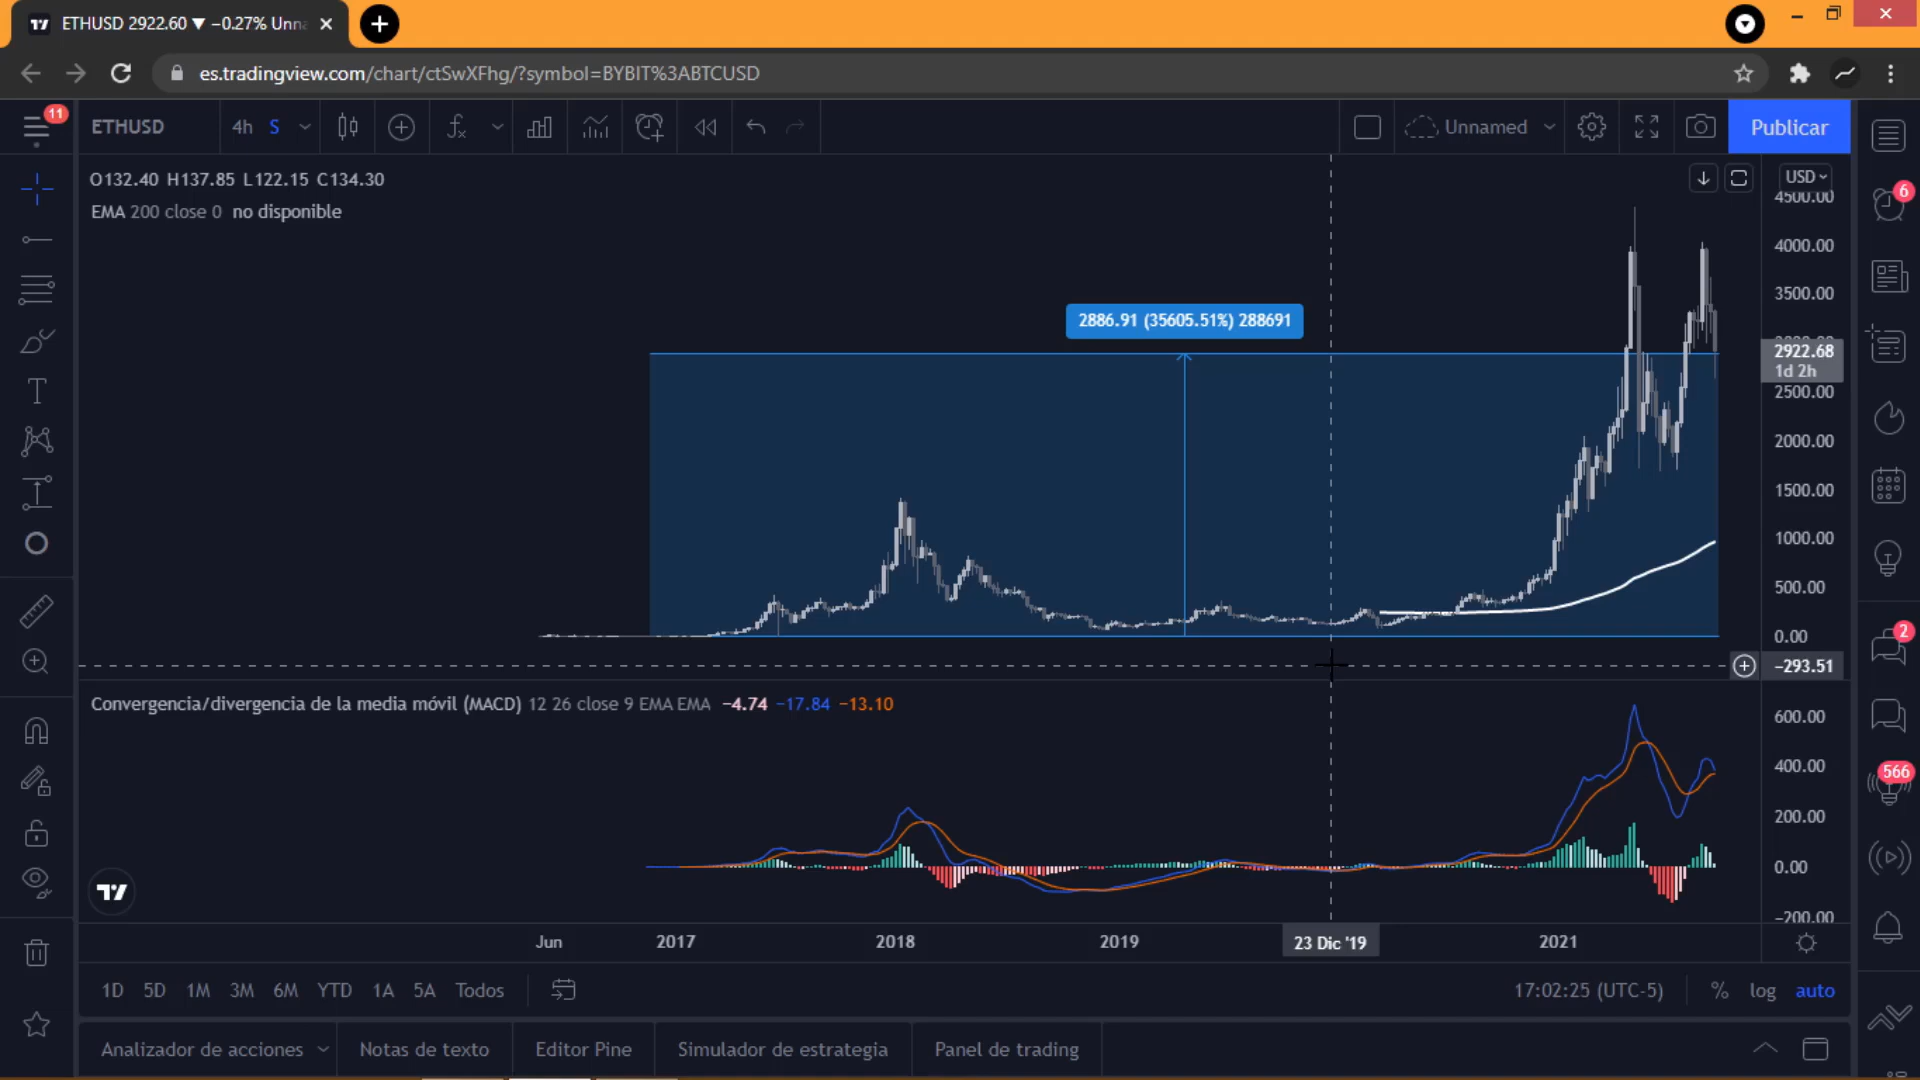 ETHUSD 2922.60 ▼ −0.27% Unn
es.tradingview.com/chart/ctSwXFhg/?symbol=BYBIT%3ABTCUSD
11
ETHUSD
4h S
Unnamed
Publicar
O132.40 H137.85 L122.15 C134.30
EMA 200 close 0 no disponible
USD
4500.00
4000.00
3500.00
2886.91 (35605.51%) 288691
2922.68
1d 2h
2500.00
2000.00
1500.00
1000.00
500.00
0.00
−293.51
6
2
566
Convergencia/divergencia de la media móvil (MACD) 12 26 close 9 EMA EMA −4.74 −17.84 −13.10
600.00
400.00
200.00
0.00
−200.00
Jun 2017 2018 2019 23 Dic '19 2021
1D 5D 1M 3M 6M YTD 1A 5A Todos
17:02:25 (UTC-5) % log auto
Analizador de acciones Notas de texto Editor Pine Simulador de estrategia Panel de trading